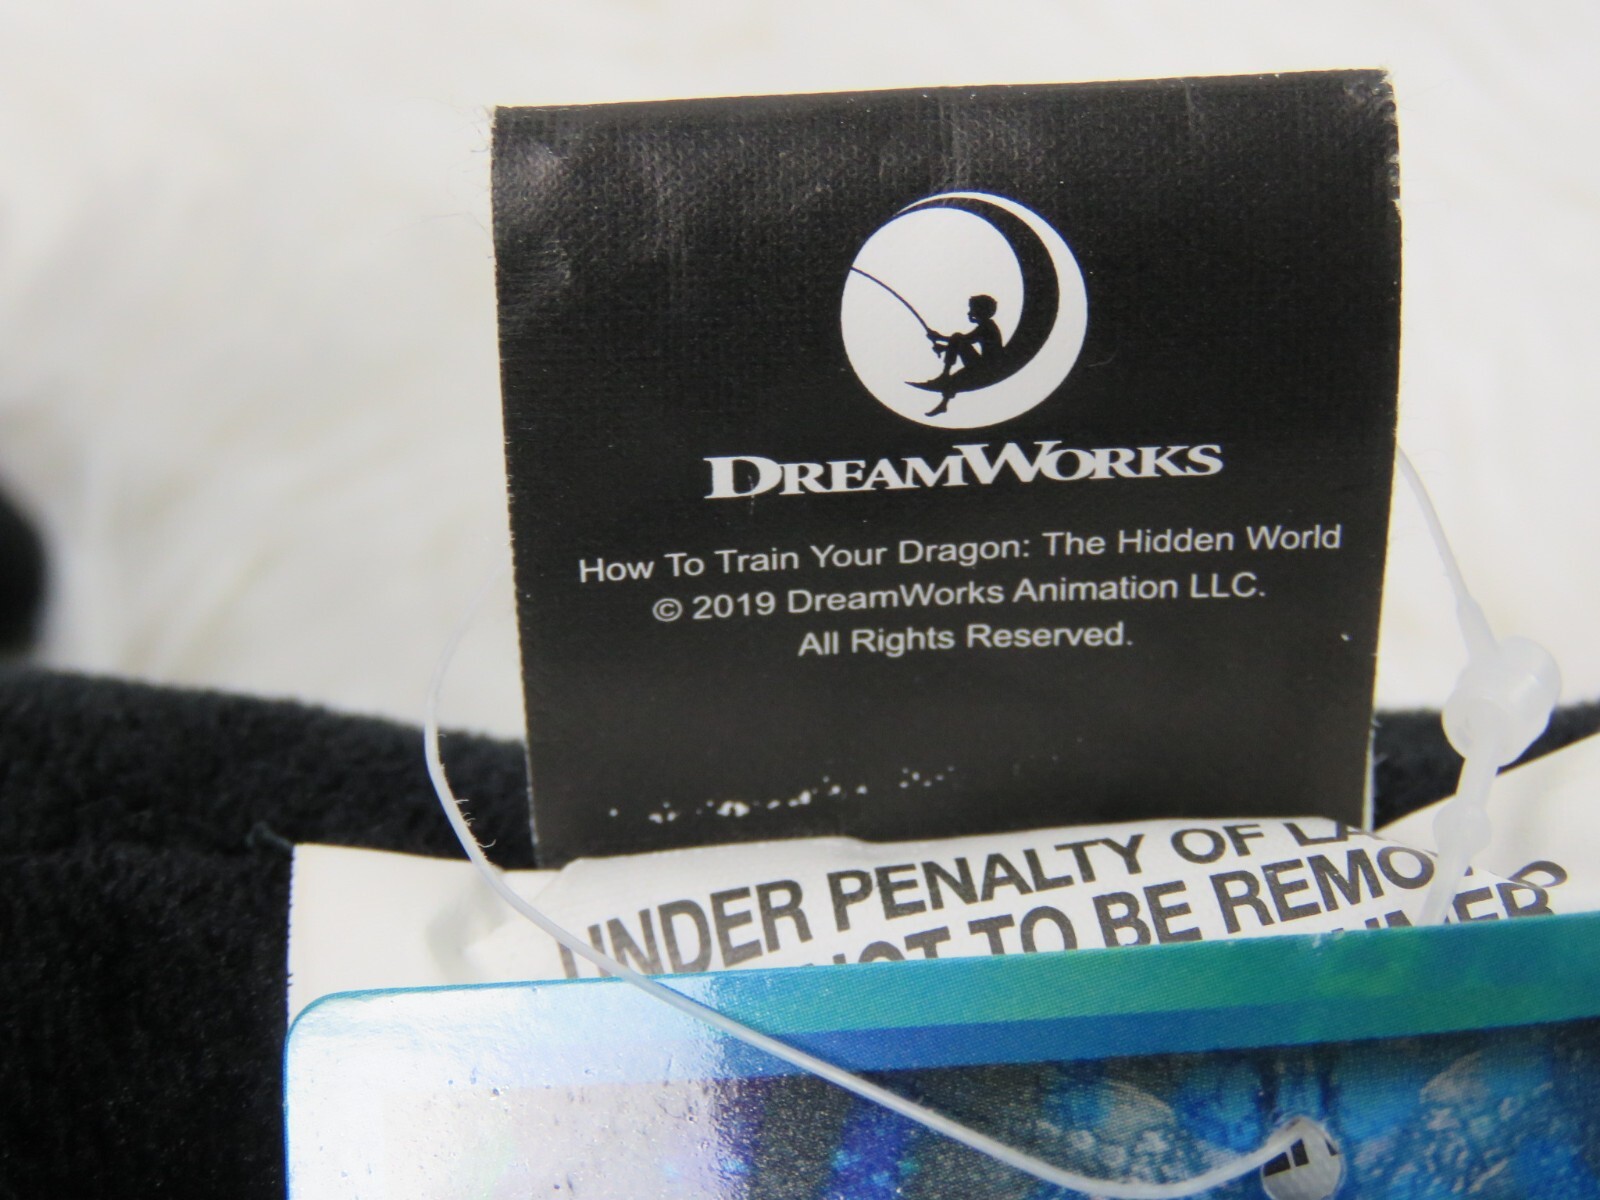 DREAMWORKS
How To Train Your Dragon: The Hidden World
© 2019 DreamWorks Animation LLC.
All Rights Reserved.
UNDER PENALTY OF
TO BE